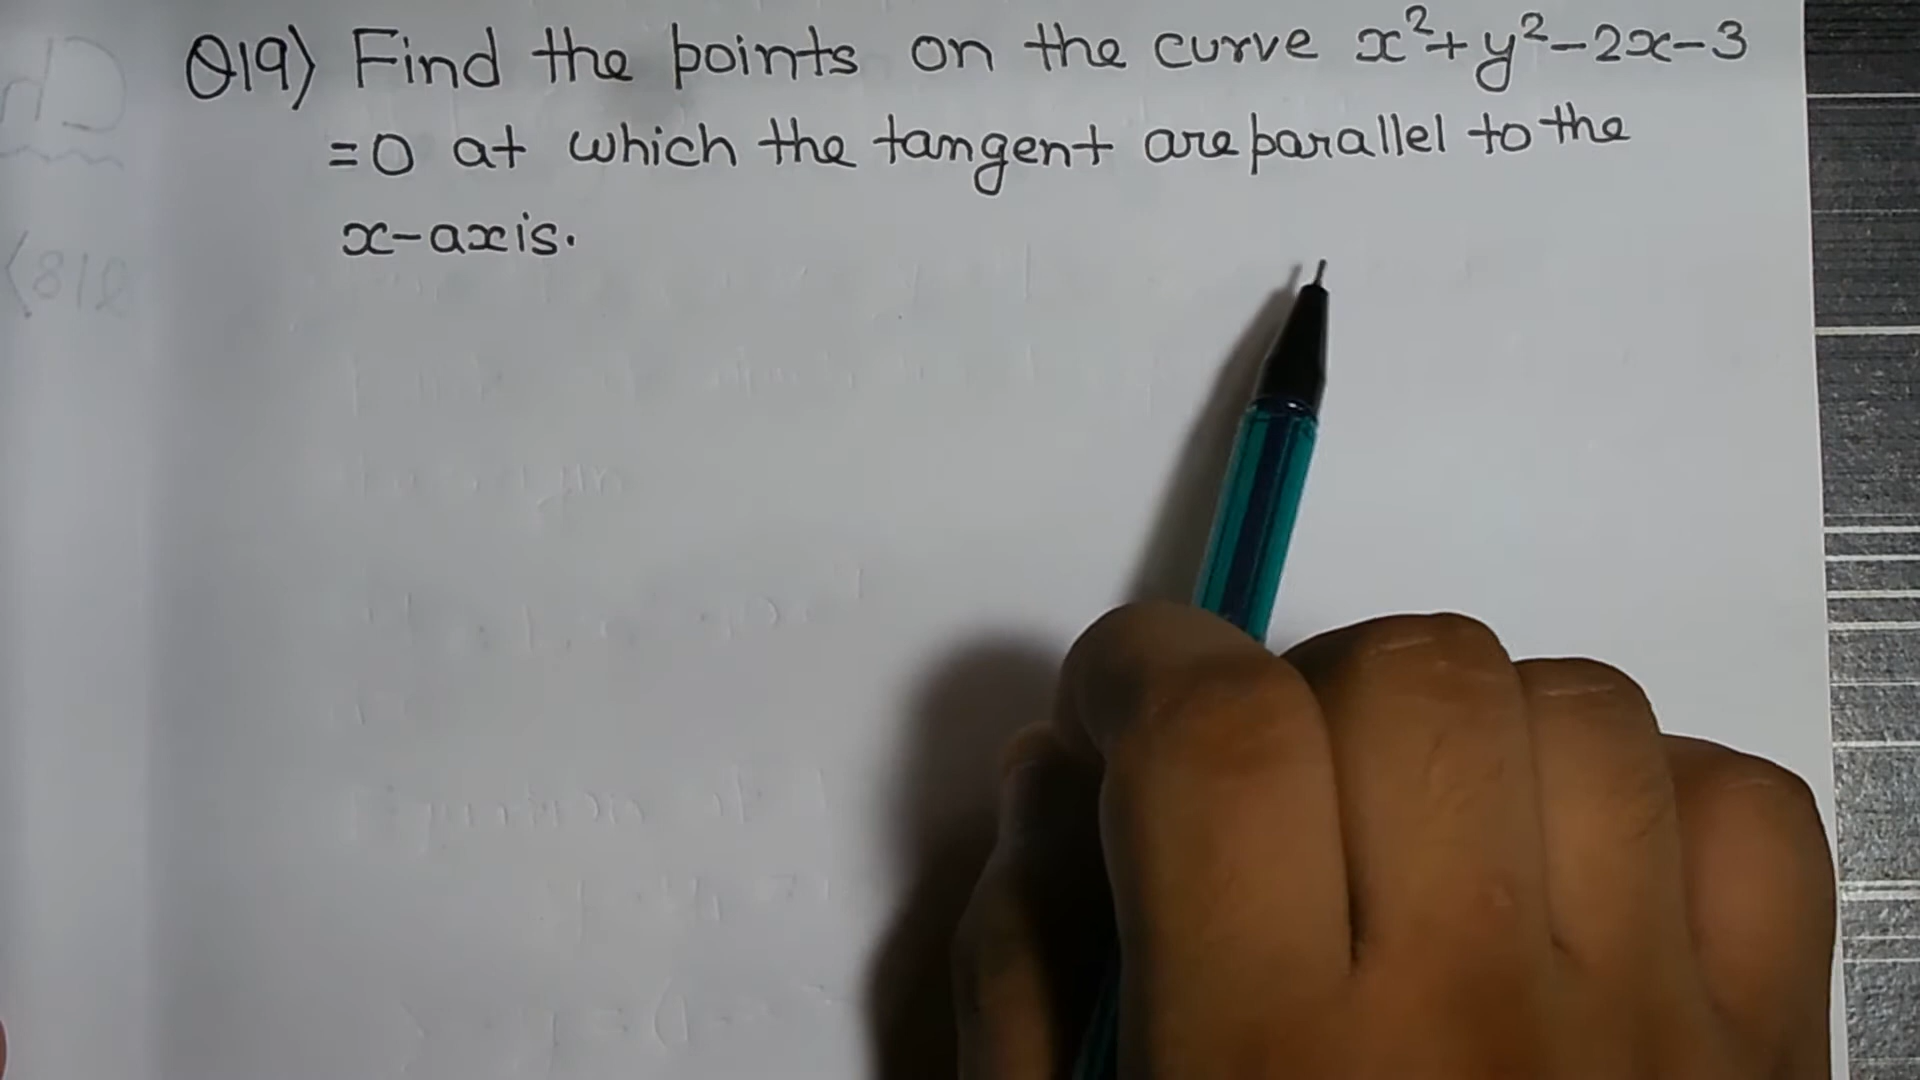 Q19) Find the points on the curve x²+y²-2x-3
=0 at which the tangent are parallel to the
x-axis.